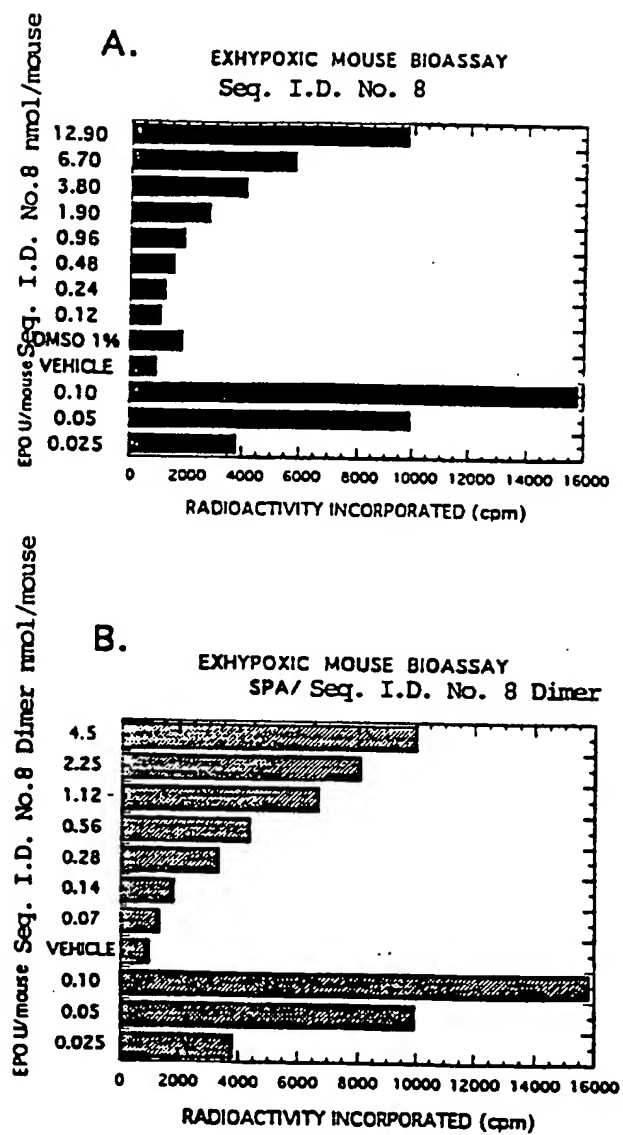 A.
EXHYPOXIC MOUSE BIOASSAY
Seq. I.D. No. 8
EPO U/mouse Seq. I.D. No.8 nmol/mouse
12.90
6.70
3.80
1.90
0.96
0.48
0.24
0.12
DMSO 1%
VEHICLE
0.10
0.05
0.025
0 2000 4000 6000 8000 10000 12000 14000 16000
RADIOACTIVITY INCORPORATED (cpm)
B.
EXHYPOXIC MOUSE BIOASSAY
SPA/ Seq. I.D. No. 8 Dimer
EPO U/mouse Seq. I.D. No.8 Dimer nmol/mouse
4.5
2.25
1.12
0.56
0.28
0.14
0.07
VEHICLE
0.10
0.05
0.025
0 2000 4000 6000 8000 10000 12000 14000 16000
RADIOACTIVITY INCORPORATED (cpm)